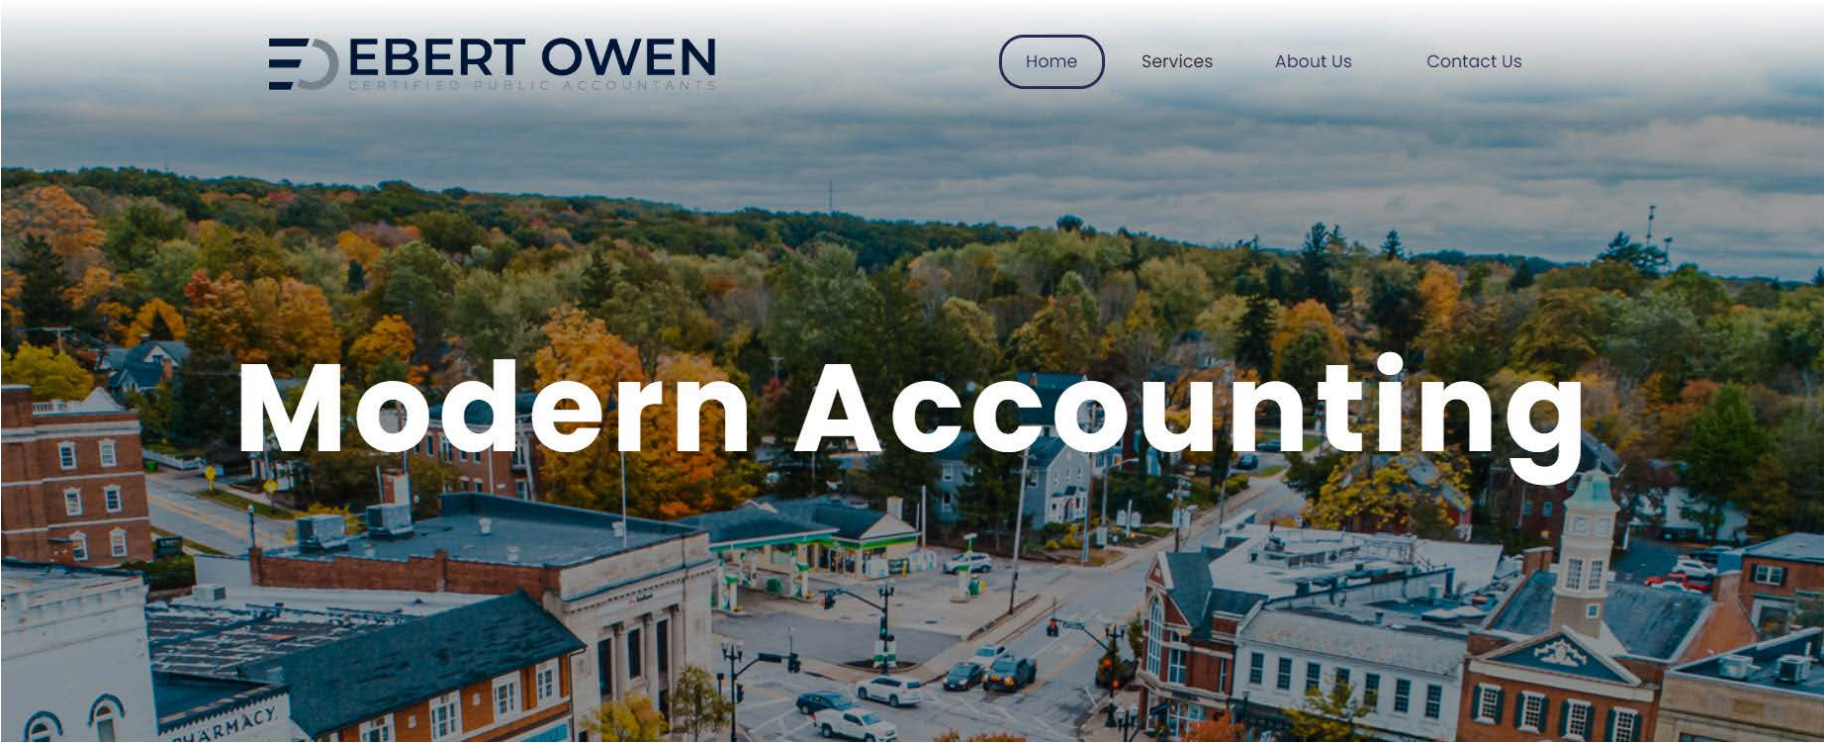 EBERT OWEN
CERTIFIED PUBLIC ACCOUNTANTS
Home
Services
About Us
Contact Us
Modern Accounting
PHARMACY